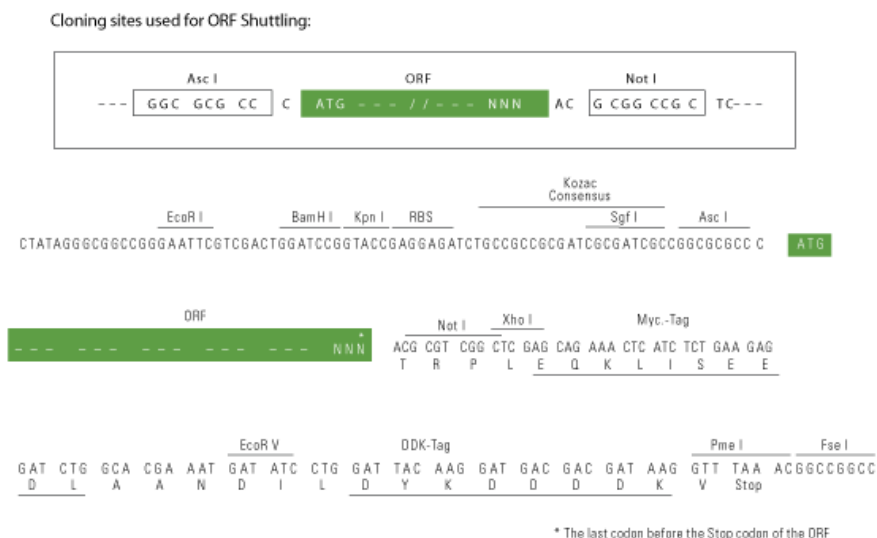 Cloning sites used for ORF Shuttling:
Asc I ORF Not I
--- GGC GCG CC C ATG --- // --- NNN AC G CGG CCG C TC---
Kozac
Consensus
EcoR I BamH I Kpn I RBS Sgf I Asc I
CTATAGGGCGGCCGGGAATTCGTCGACTGGATCCGGTACCGAGGAGATCTGCCGCCGCGATCGCGATCGCCGGCGCGCC C ATG
ORF
Not I Xho I Myc.-Tag
*
--- --- --- --- --- NNN ACG CGT CGG CTC GAG CAG AAA CTC ATC TCT GAA GAG
T R P L E Q K L I S E E
EcoR V DDK-Tag Pme I Fse I
GAT CTG GCA CGA AAT GAT ATC CTG GAT TAC AAG GAT GAC GAC GAT AAG GTT TAA ACGGCCGGCC
D L A A N D I L D Y K D D D D K V Stop
* The last codon before the Stop codon of the ORF